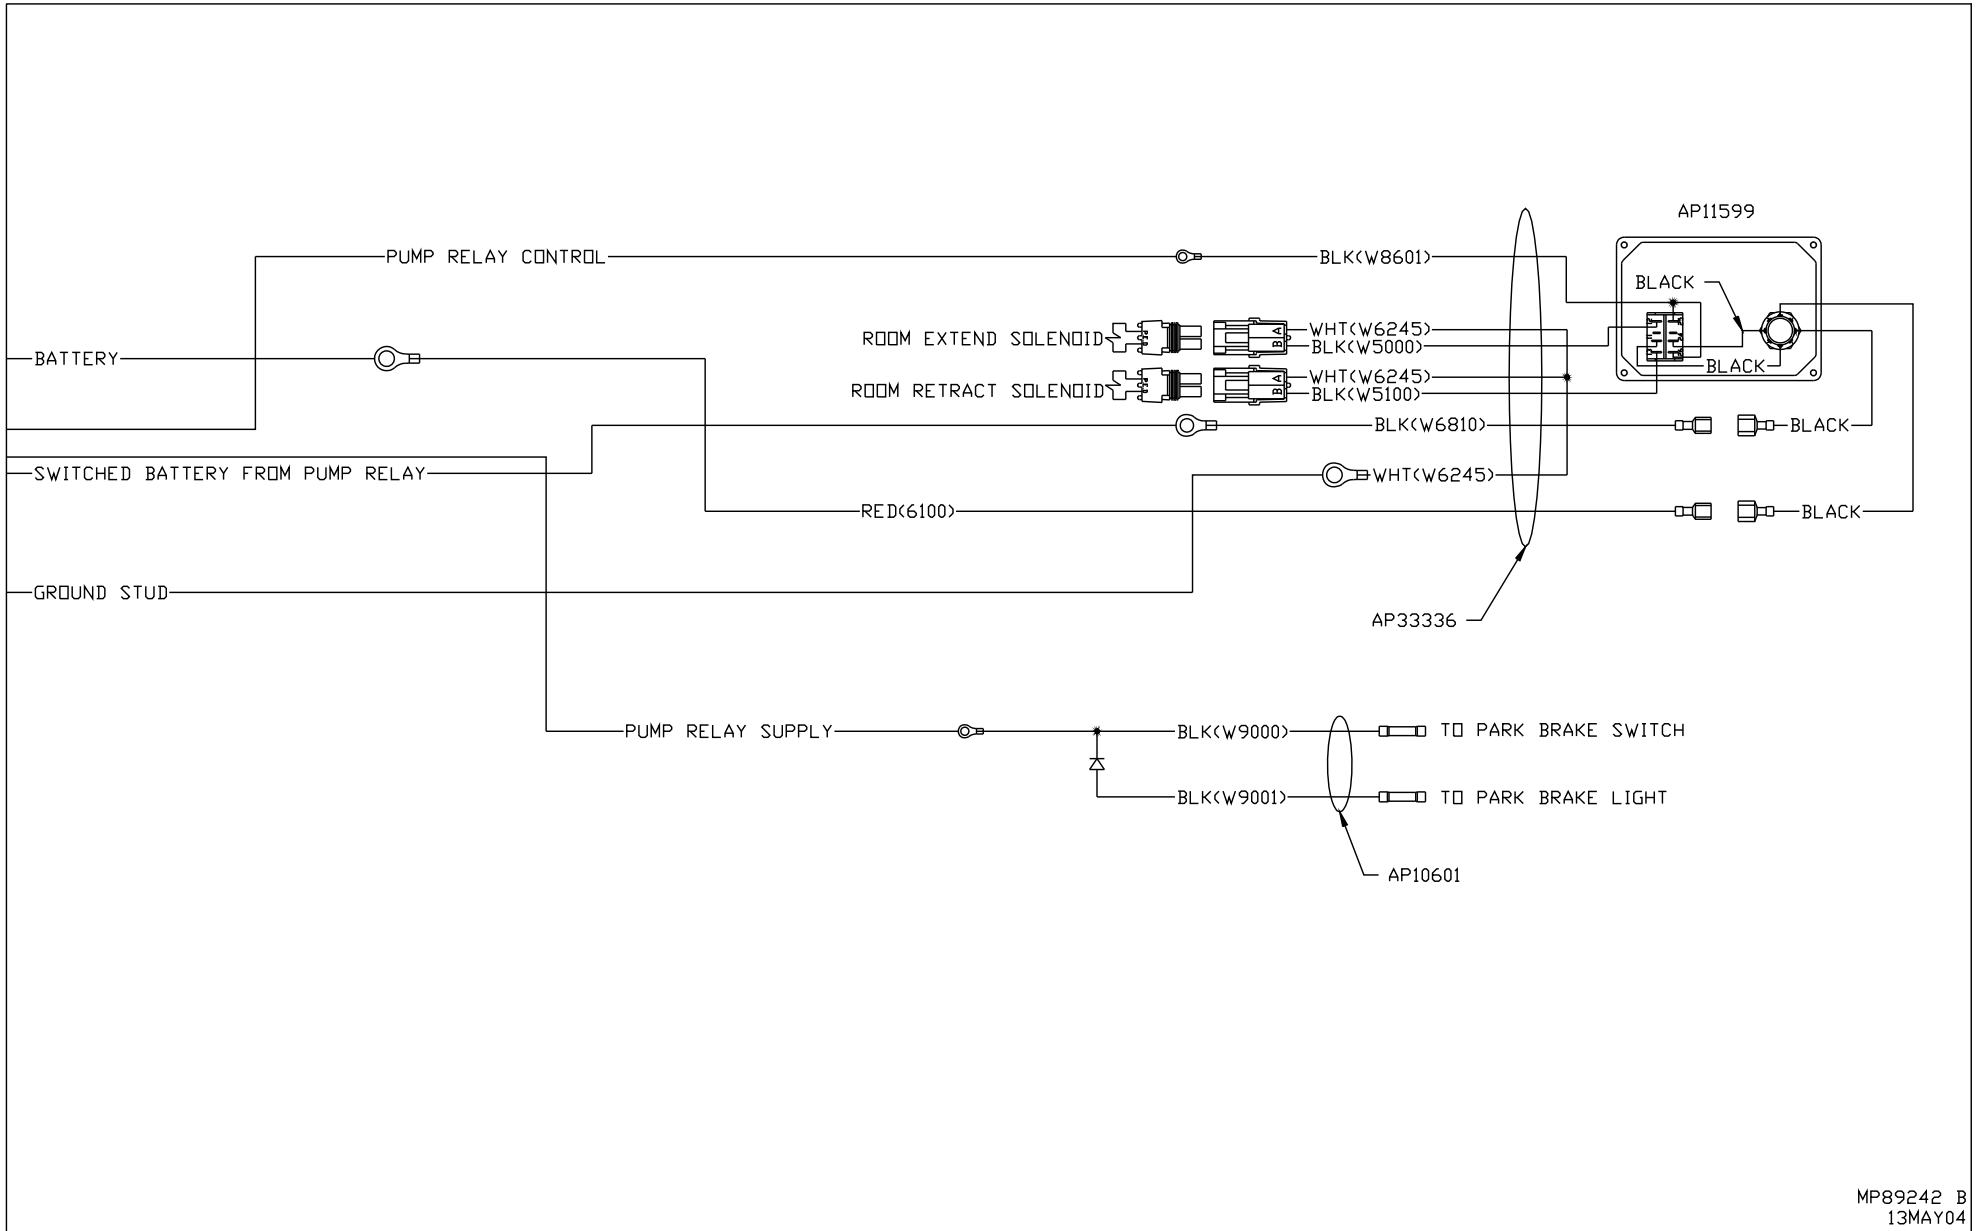 AP11599
PUMP RELAY CONTROL
BLK(W8601)
BLACK
WHT(W6245)
ROOM EXTEND SOLENOID
A
B
BLK(W5000)
BATTERY
BLACK
WHT(W6245)
ROOM RETRACT SOLENOID
A
B
BLK(W5100)
BLK(W6810)
BLACK
SWITCHED BATTERY FROM PUMP RELAY
WHT(W6245)
RED(6100)
BLACK
GROUND STUD
AP33336
PUMP RELAY SUPPLY
BLK(W9000)
TO PARK BRAKE SWITCH
BLK(W9001)
TO PARK BRAKE LIGHT
AP10601
MP89242 B
13MAY04